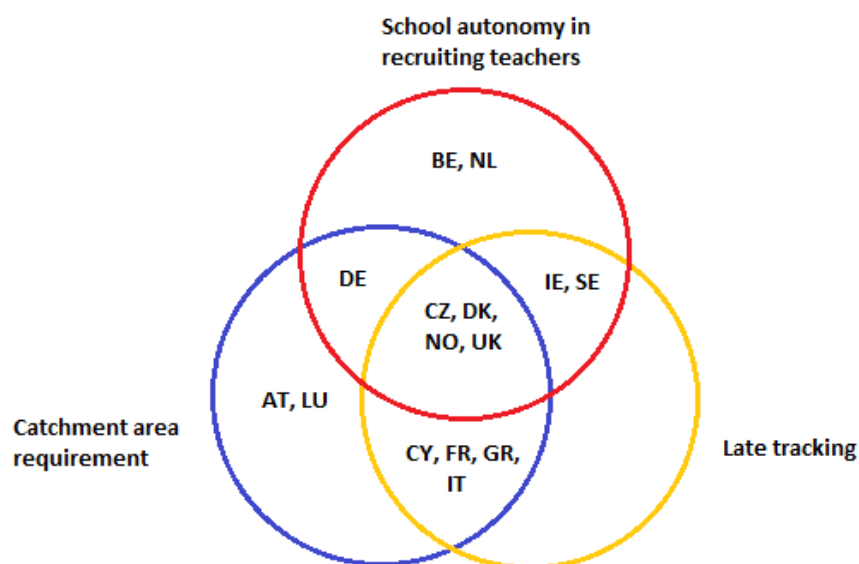 School autonomy in
recruiting teachers
BE, NL
DE
IE, SE
CZ, DK,
NO, UK
AT, LU
Catchment area
requirement
CY, FR, GR,
IT
Late tracking